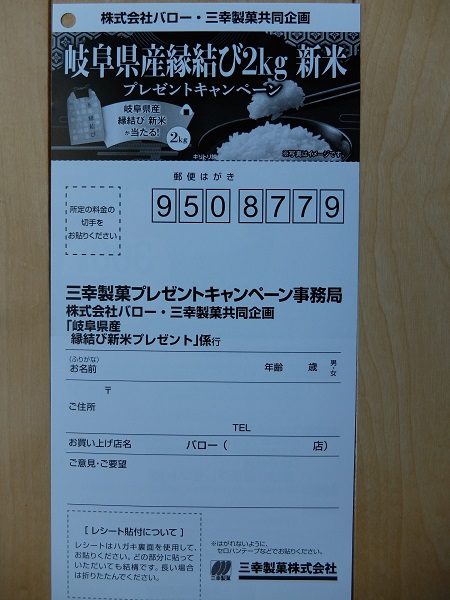 株式会社バロー・三幸製菓共同企画
岐阜県産縁結び2kg 新米
プレゼントキャンペーン
岐阜県産
縁結び 新米
が当たる!
2kg
縁結び
キリトリ線
※写真はイメージです。
郵便はがき
所定の料金の
切手を
お貼りください
9508779
三幸製菓プレゼントキャンペーン事務局
株式会社バロー・三幸製菓共同企画
「岐阜県産
縁結び新米プレゼント」係行
(ふりがな)
お名前 年齢 歳 男・女
〒
ご住所
TEL
お買い上げ店名 バロー( 店)
ご意見・ご要望
[レシート貼付について]
レシートはハガキ裏面を使用して、
お貼りください。どの部分に貼って
いただいても結構です。長い場合
は折りたたんでください。
※はがれないように、
セロハンテープなどでお貼りください。
三幸製菓
三幸製菓株式会社